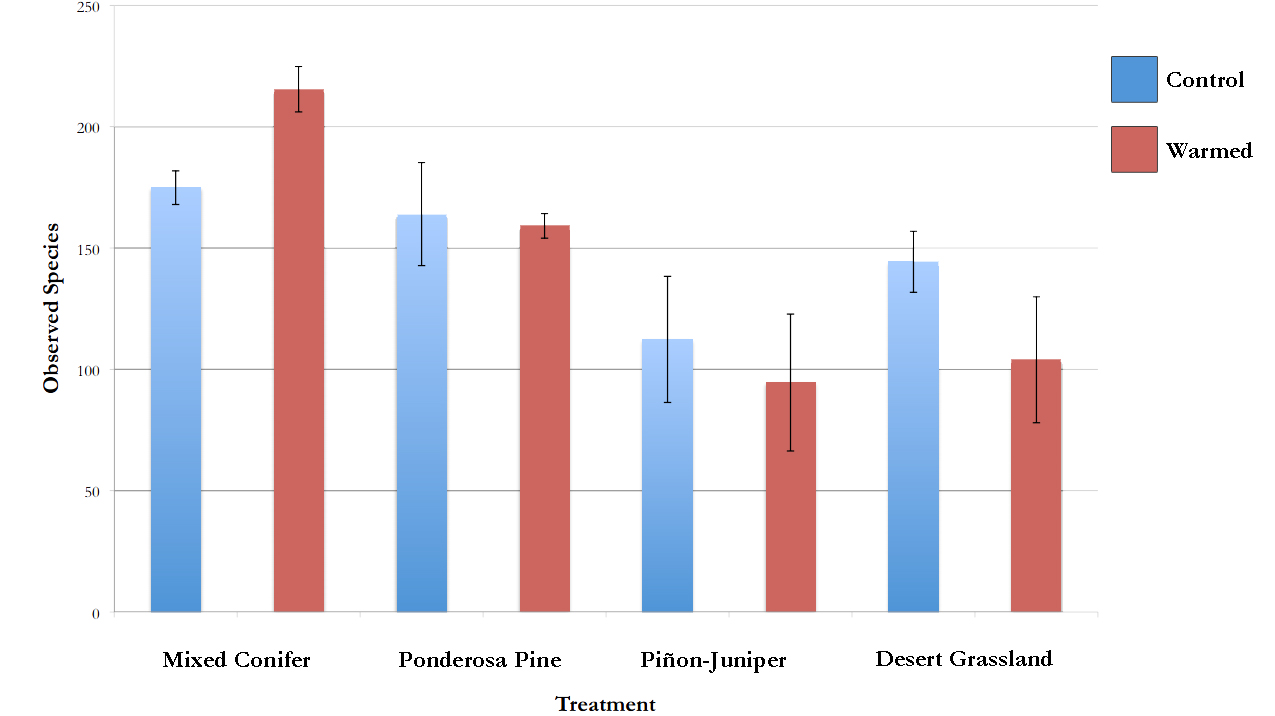 250
200
150
100
50
0
Observed Species
Mixed Conifer
Ponderosa Pine
Piñon-Juniper
Desert Grassland
Treatment
Control
Warmed